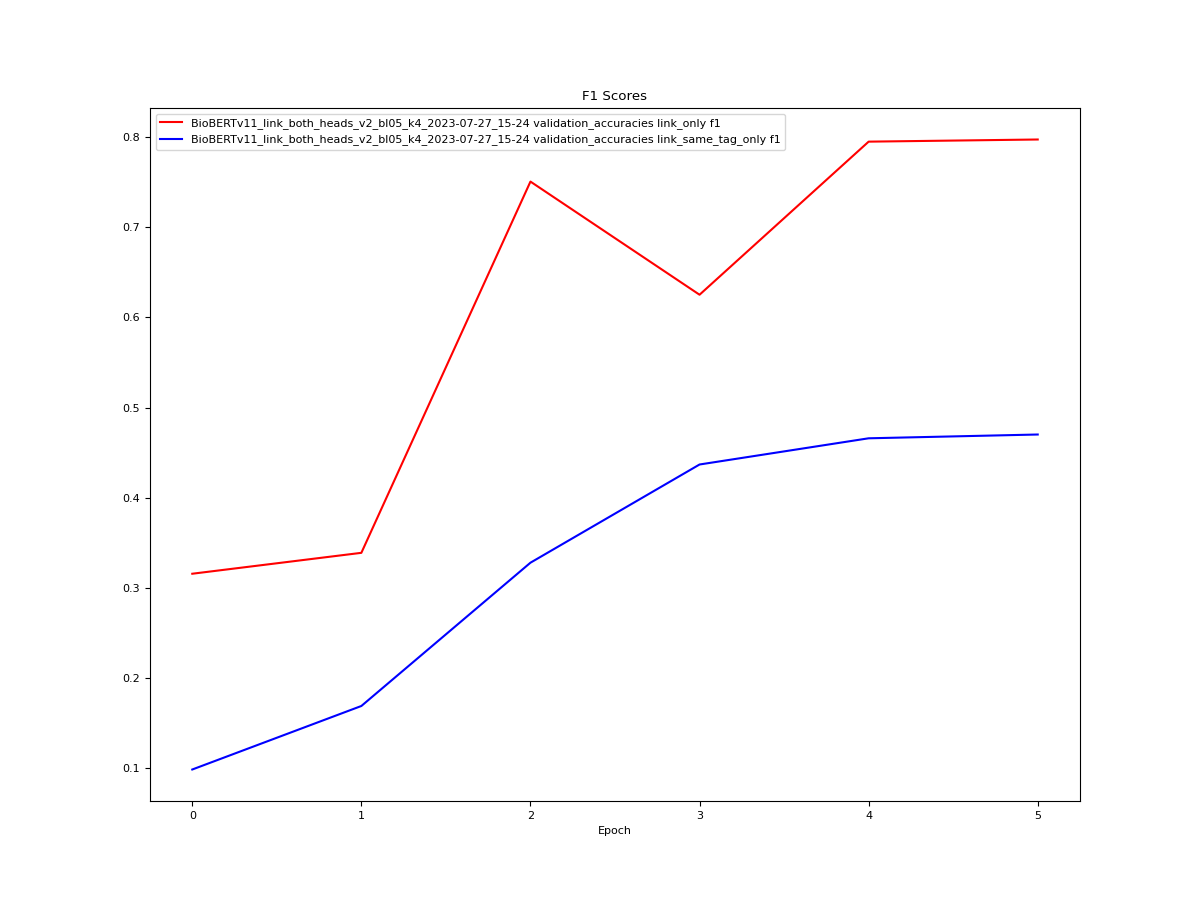 F1 Scores
BioBERTv11_link_both_heads_v2_bl05_k4_2023-07-27_15-24 validation_accuracies link_only f1
BioBERTv11_link_both_heads_v2_bl05_k4_2023-07-27_15-24 validation_accuracies link_same_tag_only f1
0.8
0.7
0.6
0.5
0.4
0.3
0.2
0.1
0 1 2 3 4 5
Epoch